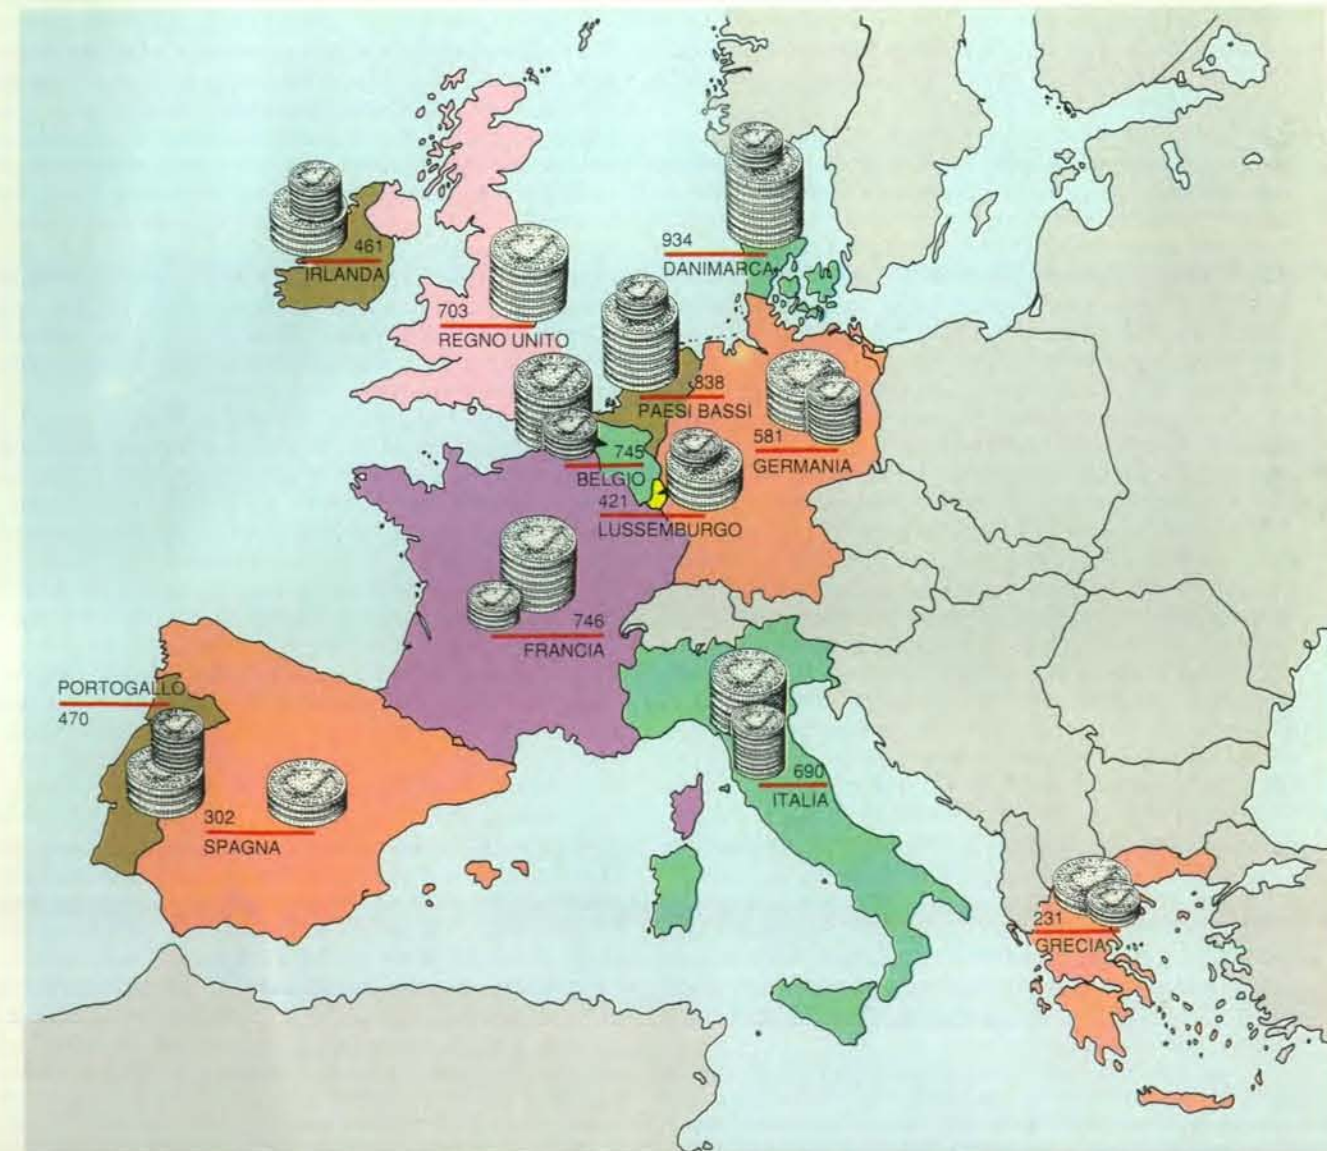 461
IRLANDA
934
DANIMARCA
703
REGNO UNITO
838
PAESI BASSI
581
GERMANIA
745
BELGIO
421
LUSSEMBURGO
746
FRANCIA
PORTOGALLO
470
302
SPAGNA
690
ITALIA
231
GRECIA